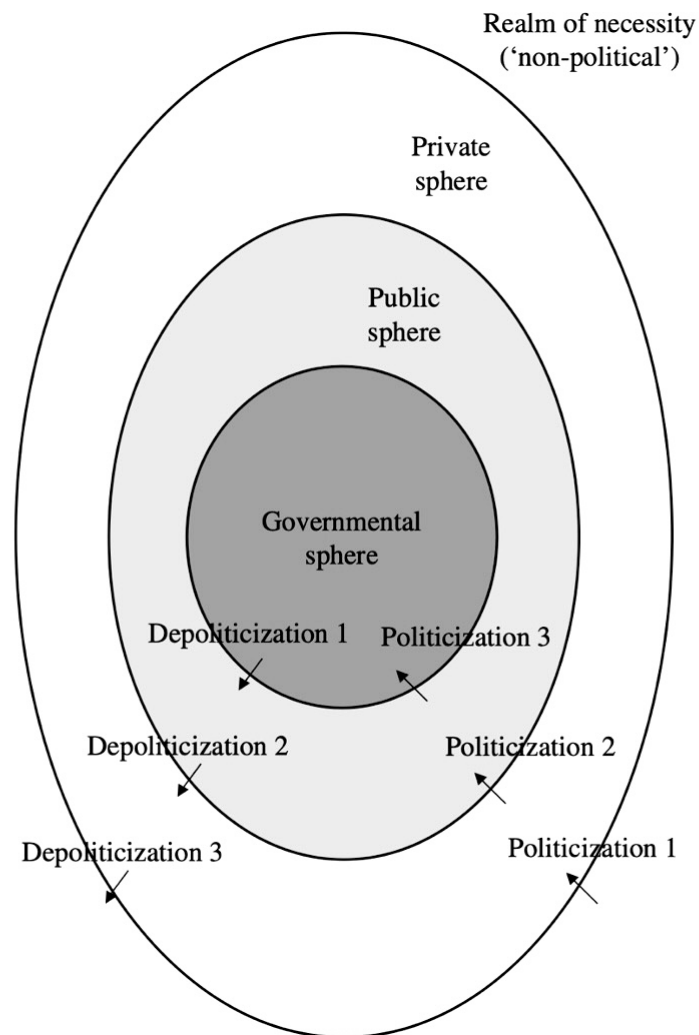 Realm of necessity
(‘non-political’)
Private
sphere
Public
sphere
Governmental
sphere
Depoliticization 1
Politicization 3
Depoliticization 2
Politicization 2
Depoliticization 3
Politicization 1